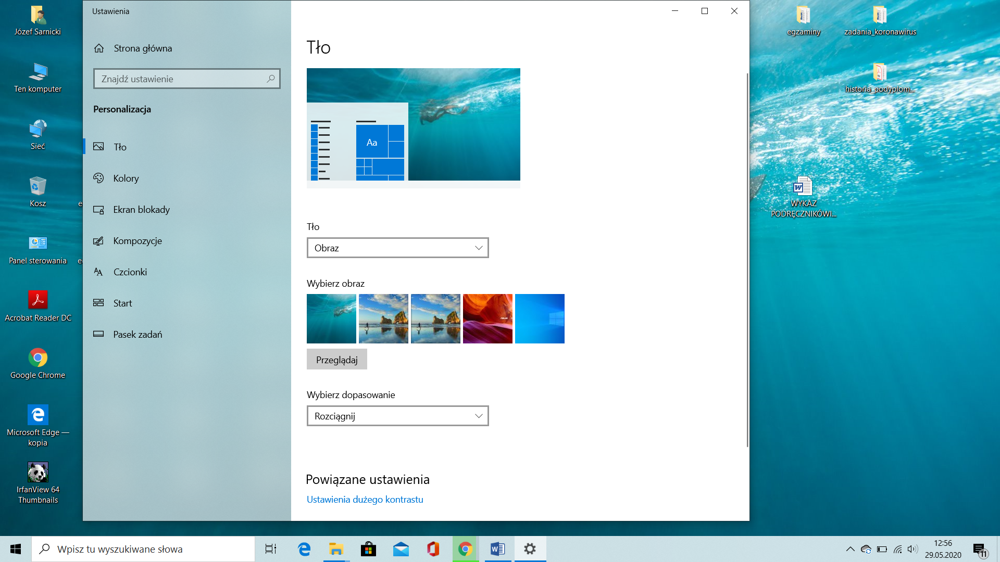 Józef Sarnicki
Ten komputer
Sieć
Kosz
Panel sterowania
Acrobat Reader DC
Google Chrome
Microsoft Edge —
kopia
IrfanView 64
Thumbnails
e
e
Ustawienia
Strona główna
Znajdź ustawienie
Personalizacja
Tło
Kolory
Ekran blokady
Kompozycje
Czcionki
Start
Pasek zadań
Tło
Aa
Tło
Obraz
Wybierz obraz
Przeglądaj
Wybierz dopasowanie
Rozciągnij
Powiązane ustawienia
Ustawienia dużego kontrastu
egzaminy
zadania_koronawirus
historia_podyplom...
WYKAZ
PODRĘCZNIKÓWI...
Wpisz tu wyszukiwane słowa
12:56
29.05.2020
11